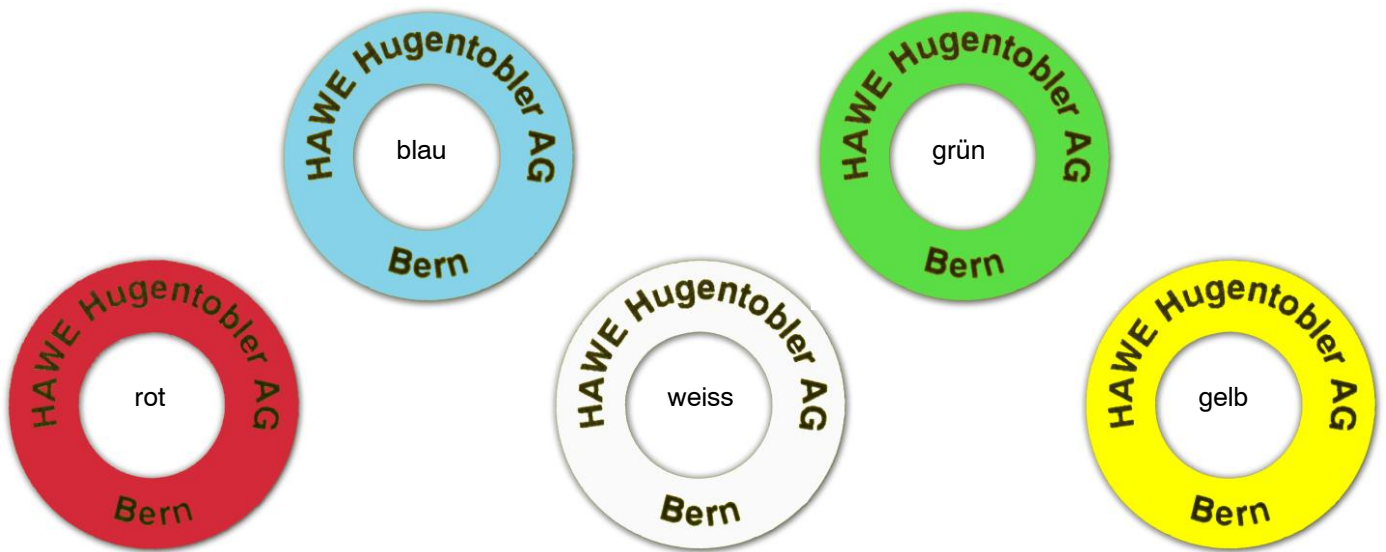 HAWE Hugentobler AG
blau
Bern
HAWE Hugentobler AG
grün
Bern
HAWE Hugentobler AG
rot
Bern
HAWE Hugentobler AG
weiss
Bern
HAWE Hugentobler AG
gelb
Bern